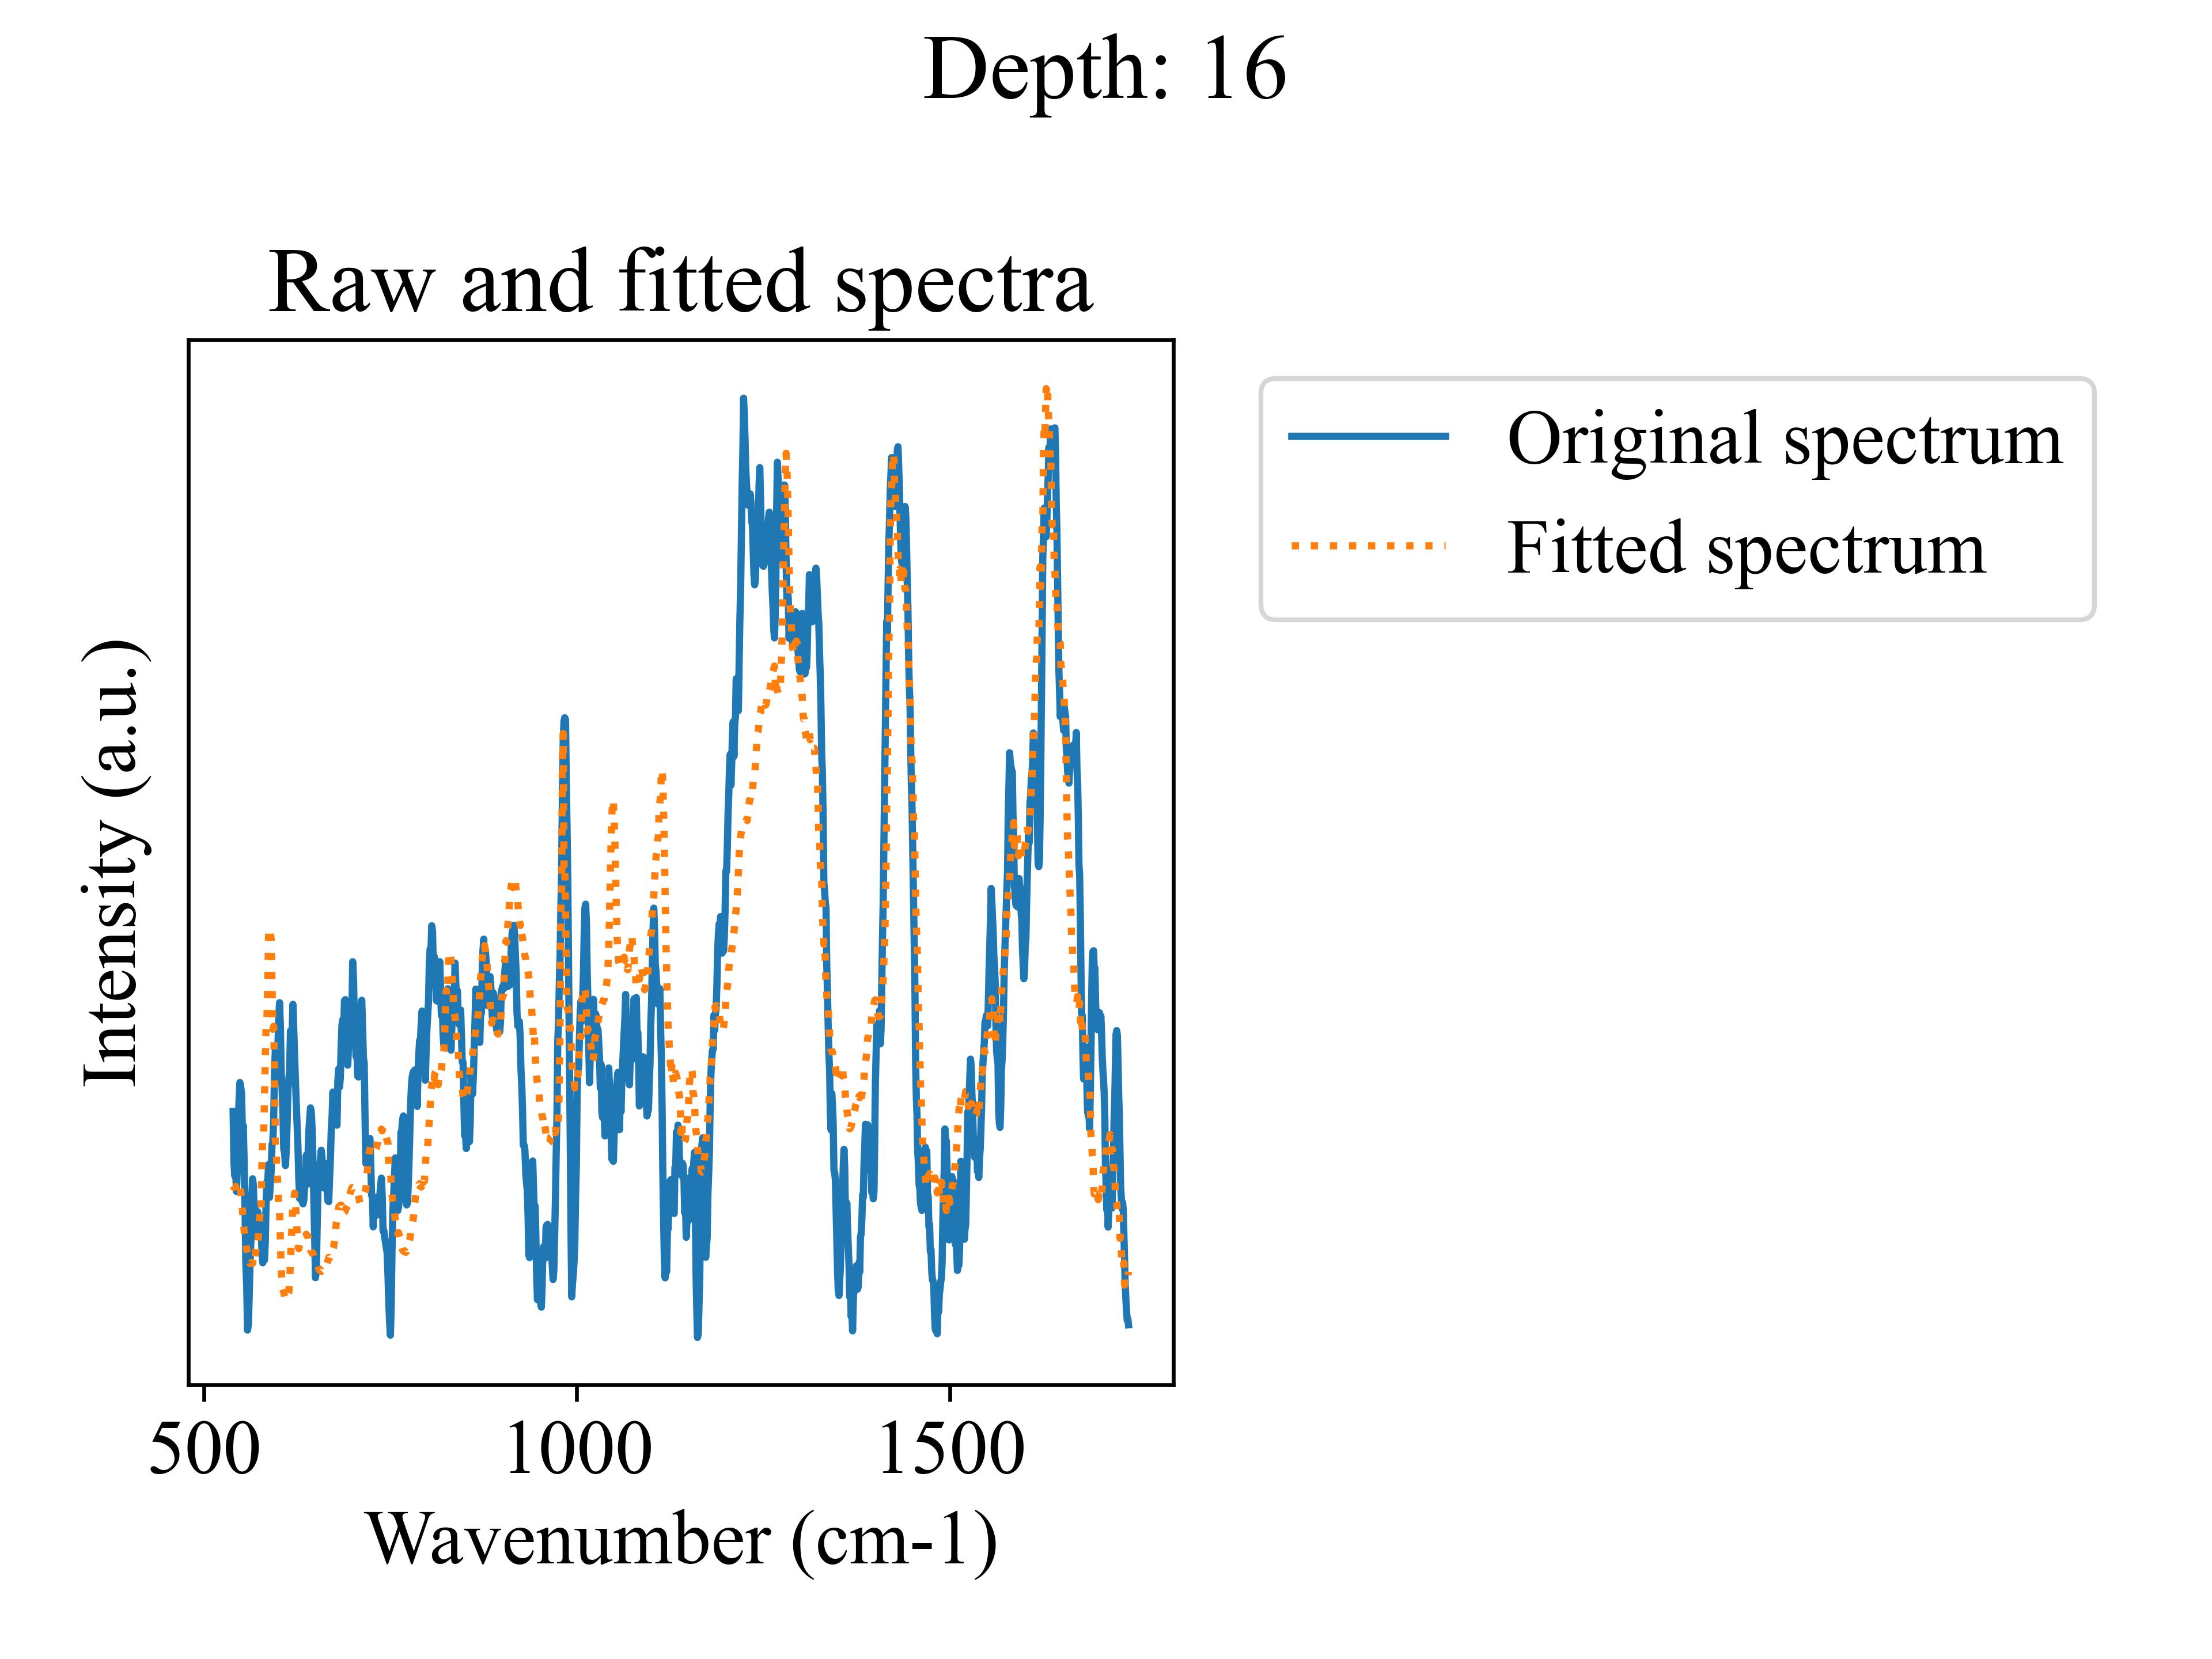 Depth: 16
Raw and fitted spectra
Original spectrum
Fitted spectrum
Intensity (a.u.)
500 1000 1500
Wavenumber (cm-1)